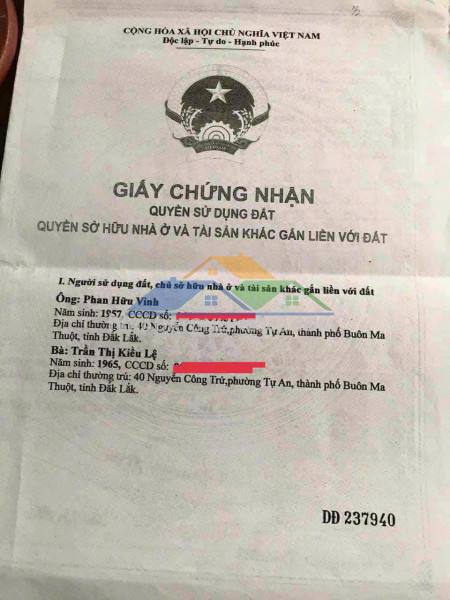 CỘNG HÒA XÃ HỘI CHỦ NGHĨA VIỆT NAM
Độc lập - Tự do - Hạnh phúc
GIẤY CHỨNG NHẬN
QUYỀN SỬ DỤNG ĐẤT
QUYỀN SỞ HỮU NHÀ Ở VÀ TÀI SẢN KHÁC GẮN LIỀN VỚI ĐẤT
I. Người sử dụng đất, chủ sở hữu nhà ở và tài sản khác gắn liền với đất
Ông: Phan Hữu Vinh
Năm sinh: 1957, CCCD số:
Địa chỉ thường trú: 40 Nguyễn Công Trứ,phường Tự An, thành phố Buôn Ma
Thuột, tỉnh Đắk Lắk.
Bà: Trần Thị Kiều Lệ
Năm sinh: 1965, CCCD số:
Địa chỉ thường trú: 40 Nguyễn Công Trứ,phường Tự An, thành phố Buôn Ma
Thuột, tỉnh Đắk Lắk.
DĐ 237940